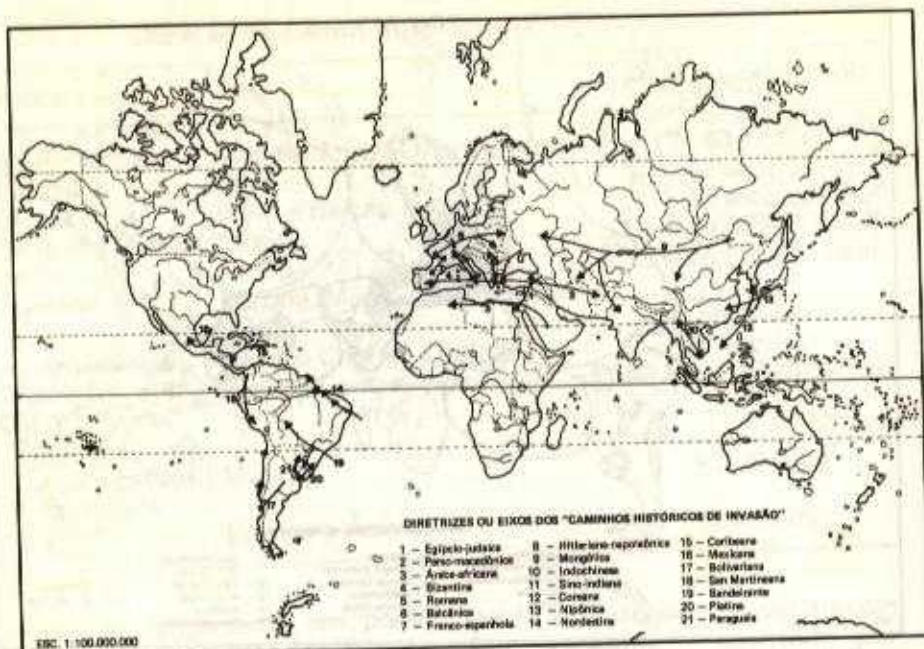 DIRETRIZES OU EIXOS DOS "CAMINHOS HISTÓRICOS DE INVASÃO"
1 — Egípcio-judaica
2 — Perso-macedônica
3 — Árabe-africana
4 — Bizantina
5 — Romana
6 — Balcânica
7 — Franco-espanhola
8 — Hitleriano-napoleônica
9 — Mongólica
10 — Indochinesa
11 — Sino-indiana
12 — Coreana
13 — Nipônica
14 — Nordestina
15 — Caribeana
16 — Mexicana
17 — Bolivariana
18 — San Martineana
19 — Bandeirante
20 — Platina
21 — Paraguaia
ESC. 1:100.000.000